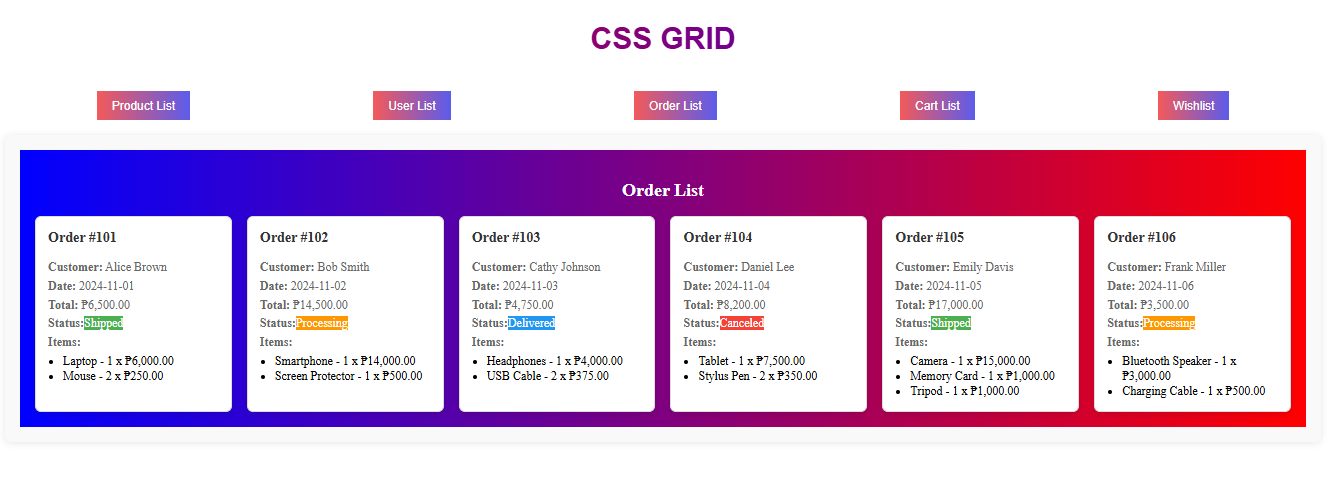 CSS GRID
Product List
User List
Order List
Cart List
Wishlist
Order List
Order #101
Customer: Alice Brown
Date: 2024-11-01
Total: ₱6,500.00
Status:Shipped
Items:
• Laptop - 1 x ₱6,000.00
• Mouse - 2 x ₱250.00
Order #102
Customer: Bob Smith
Date: 2024-11-02
Total: ₱14,500.00
Status:Processing
Items:
• Smartphone - 1 x ₱14,000.00
• Screen Protector - 1 x ₱500.00
Order #103
Customer: Cathy Johnson
Date: 2024-11-03
Total: ₱4,750.00
Status:Delivered
Items:
• Headphones - 1 x ₱4,000.00
• USB Cable - 2 x ₱375.00
Order #104
Customer: Daniel Lee
Date: 2024-11-04
Total: ₱8,200.00
Status:Canceled
Items:
• Tablet - 1 x ₱7,500.00
• Stylus Pen - 2 x ₱350.00
Order #105
Customer: Emily Davis
Date: 2024-11-05
Total: ₱17,000.00
Status:Shipped
Items:
• Camera - 1 x ₱15,000.00
• Memory Card - 1 x ₱1,000.00
• Tripod - 1 x ₱1,000.00
Order #106
Customer: Frank Miller
Date: 2024-11-06
Total: ₱3,500.00
Status:Processing
Items:
• Bluetooth Speaker - 1 x
₱3,000.00
• Charging Cable - 1 x ₱500.00